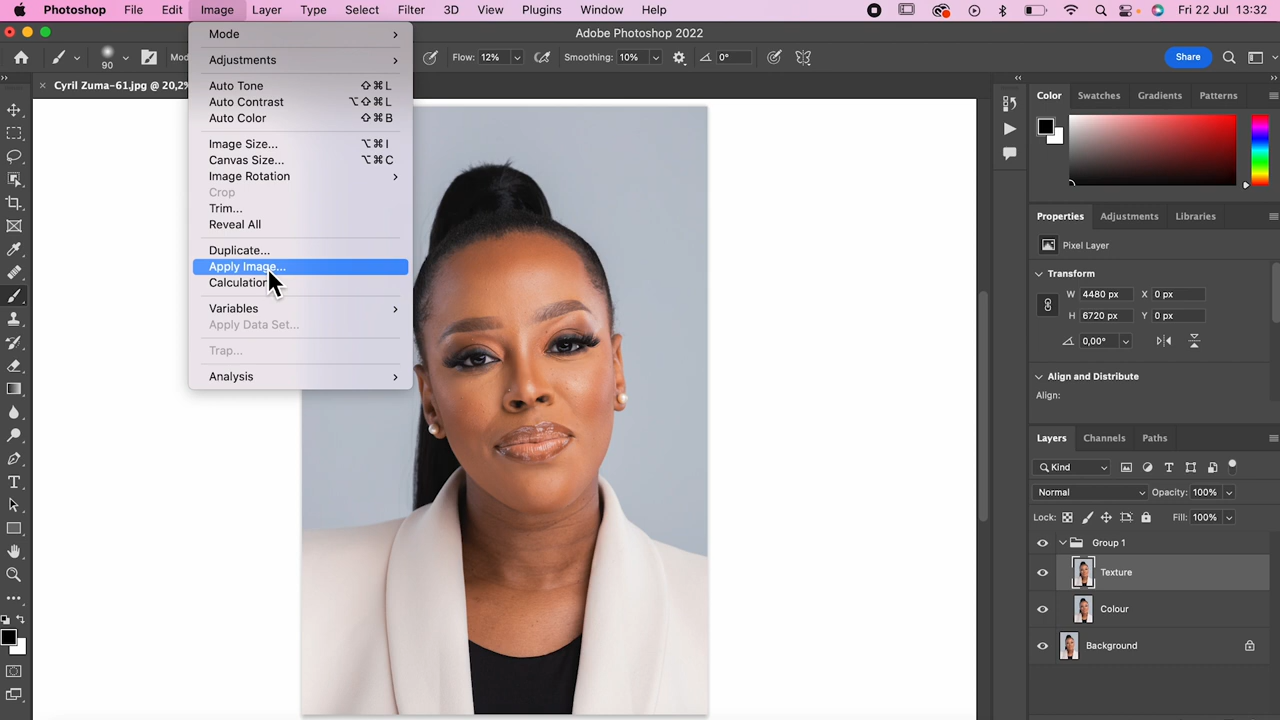 Photoshop File Edit Image Layer Type Select Filter 3D View Plugins Window Help Fri 22 Jul 13:32
Adobe Photoshop 2022
90 Mod Flow: 12% Smoothing: 10% 0° Share
Cyril Zuma-61.jpg @ 20,2%
Mode
Adjustments
Auto Tone ⇧⌘L
Auto Contrast ⌥⇧⌘L
Auto Color ⇧⌘B
Image Size... ⌥⌘I
Canvas Size... ⌥⌘C
Image Rotation
Crop
Trim...
Reveal All
Duplicate...
Apply Image...
Calculation
Variables
Apply Data Set...
Trap...
Analysis
Color Swatches Gradients Patterns
Properties Adjustments Libraries
Pixel Layer
Transform
W 4480 px X 0 px
H 6720 px Y 0 px
0,00°
Align and Distribute
Align:
Layers Channels Paths
Kind
Normal Opacity: 100%
Lock: Fill: 100%
Group 1
Texture
Colour
Background